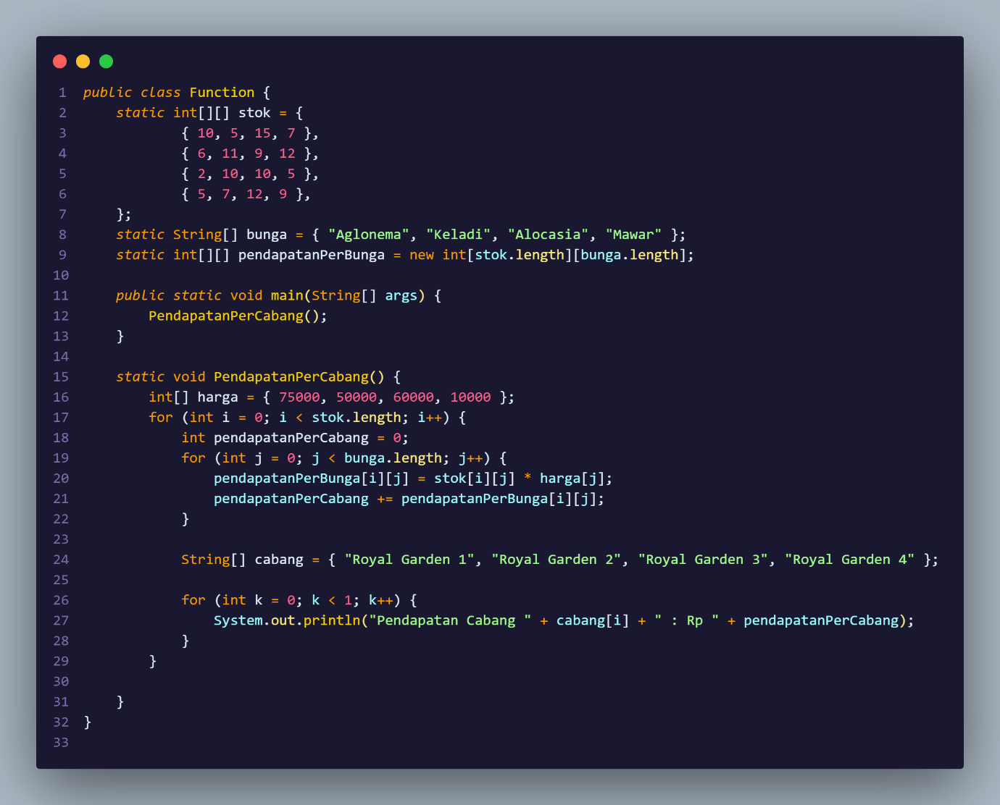 1 public class Function {
2     static int[][] stok = {
3             { 10, 5, 15, 7 },
4             { 6, 11, 9, 12 },
5             { 2, 10, 10, 5 },
6             { 5, 7, 12, 9 },
7     };
8     static String[] bunga = { "Aglonema", "Keladi", "Alocasia", "Mawar" };
9     static int[][] pendapatanPerBunga = new int[stok.length][bunga.length];
10
11     public static void main(String[] args) {
12         PendapatanPerCabang();
13     }
14
15     static void PendapatanPerCabang() {
16         int[] harga = { 75000, 50000, 60000, 10000 };
17         for (int i = 0; i < stok.length; i++) {
18             int pendapatanPerCabang = 0;
19             for (int j = 0; j < bunga.length; j++) {
20                 pendapatanPerBunga[i][j] = stok[i][j] * harga[j];
21                 pendapatanPerCabang += pendapatanPerBunga[i][j];
22             }
23
24             String[] cabang = { "Royal Garden 1", "Royal Garden 2", "Royal Garden 3", "Royal Garden 4" };
25
26             for (int k = 0; k < 1; k++) {
27                 System.out.println("Pendapatan Cabang " + cabang[i] + " : Rp " + pendapatanPerCabang);
28             }
29         }
30
31     }
32 }
33